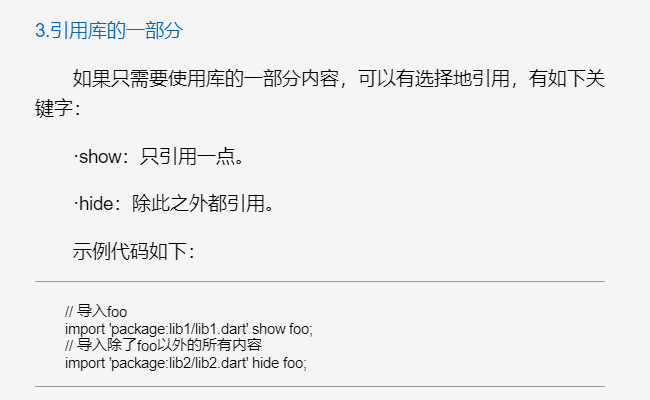 3.引用库的一部分
如果只需要使用库的一部分内容，可以有选择地引用，有如下关
键字：
·show：只引用一点。
·hide：除此之外都引用。
示例代码如下：
// 导入foo
import 'package:lib1/lib1.dart' show foo;
// 导入除了foo以外的所有内容
import 'package:lib2/lib2.dart' hide foo;